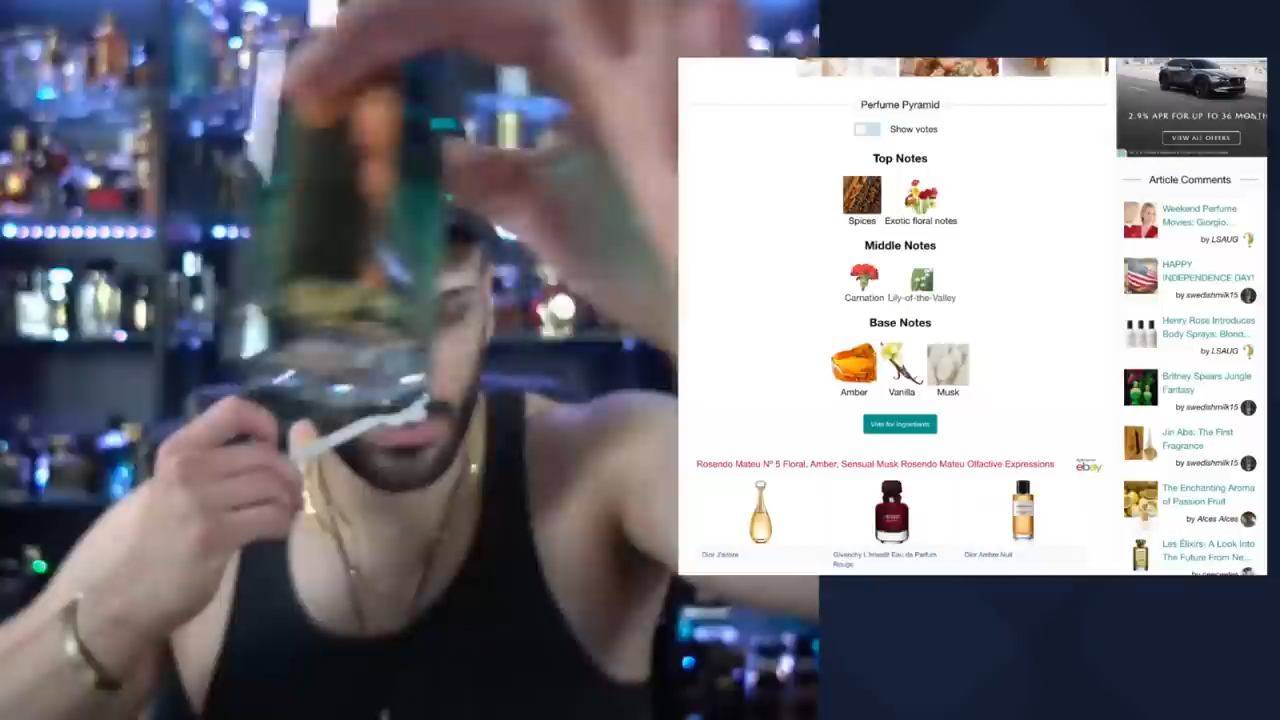 Perfume Pyramid
Show votes
Top Notes
Spices
Exotic floral notes
Middle Notes
Carnation
Lily-of-the-Valley
Base Notes
Amber
Vanilla
Musk
Vote for Ingredients
Rosendo Mateu Nº 5 Floral, Amber, Sensual Musk Rosendo Mateu Olfactive Expressions
ebay
Dior J'adore
Givenchy L'Interdit Eau de Parfum
Rouge
Dior Ambre Nuit
2.9% APR FOR UP TO 36 MONTH
VIEW ALL OFFERS
Article Comments
Weekend Perfume
Movies: Giorgio...
by LSAUG
HAPPY
INDEPENDENCE DAY!
by swedishmilk15
Henry Rose Introduces
Body Sprays: Blond...
by LSAUG
Britney Spears Jungle
Fantasy
by swedishmilk15
Jin Abe: The First
Fragrance
by swedishmilk15
The Enchanting Aroma
of Passion Fruit
by Alces Alces
Les Élixirs: A Look Into
The Future From Ne...